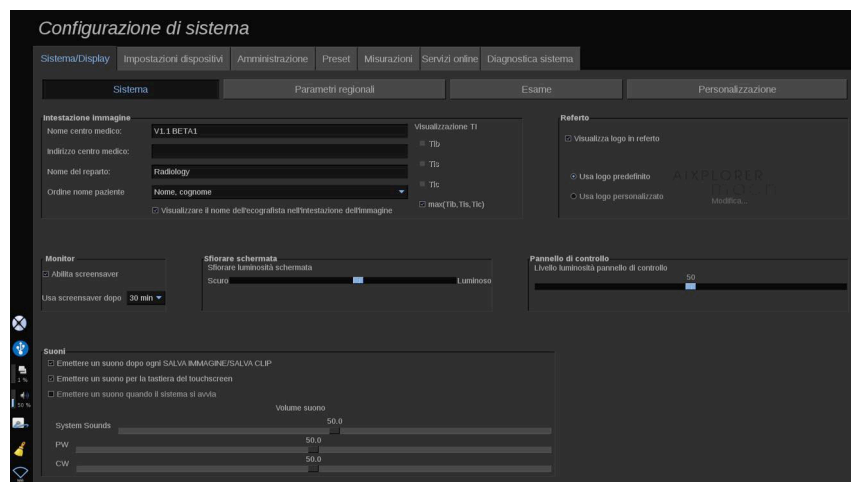 Configurazione di sistema
Sistema/Display Impostazioni dispositivi Amministrazione Preset Misurazioni Servizi online Diagnostica sistema
Sistema Parametri regionali Esame Personalizzazione
Intestazione immagine
Nome centro medico: V1.1 BETA1
Indirizzo centro medico:
Nome del reparto: Radiology
Ordine nome paziente Nome, cognome
Visualizzare il nome dell'ecografista nell'intestazione dell'immagine
Visualizzazione TI
TIb
TIs
TIc
max(TIb,TIs,TIc)
Referto
Visualizza logo in referto
Usa logo predefinito
Usa logo personalizzato
AIXPLORER
mach
Modifica...
Monitor
Abilita screensaver
Usa screensaver dopo 30 min
Sfiorare schermata
Sfiorare luminosità schermata
Scuro Luminoso
Pannello di controllo
Livello luminosità pannello di controllo
50
Suoni
Emettere un suono dopo ogni SALVA IMMAGINE/SALVA CLIP
Emettere un suono per la tastiera del touchscreen
Emettere un suono quando il sistema si avvia
Volume suono
System Sounds 50.0
PW 50.0
CW 50.0
1 %
50 %